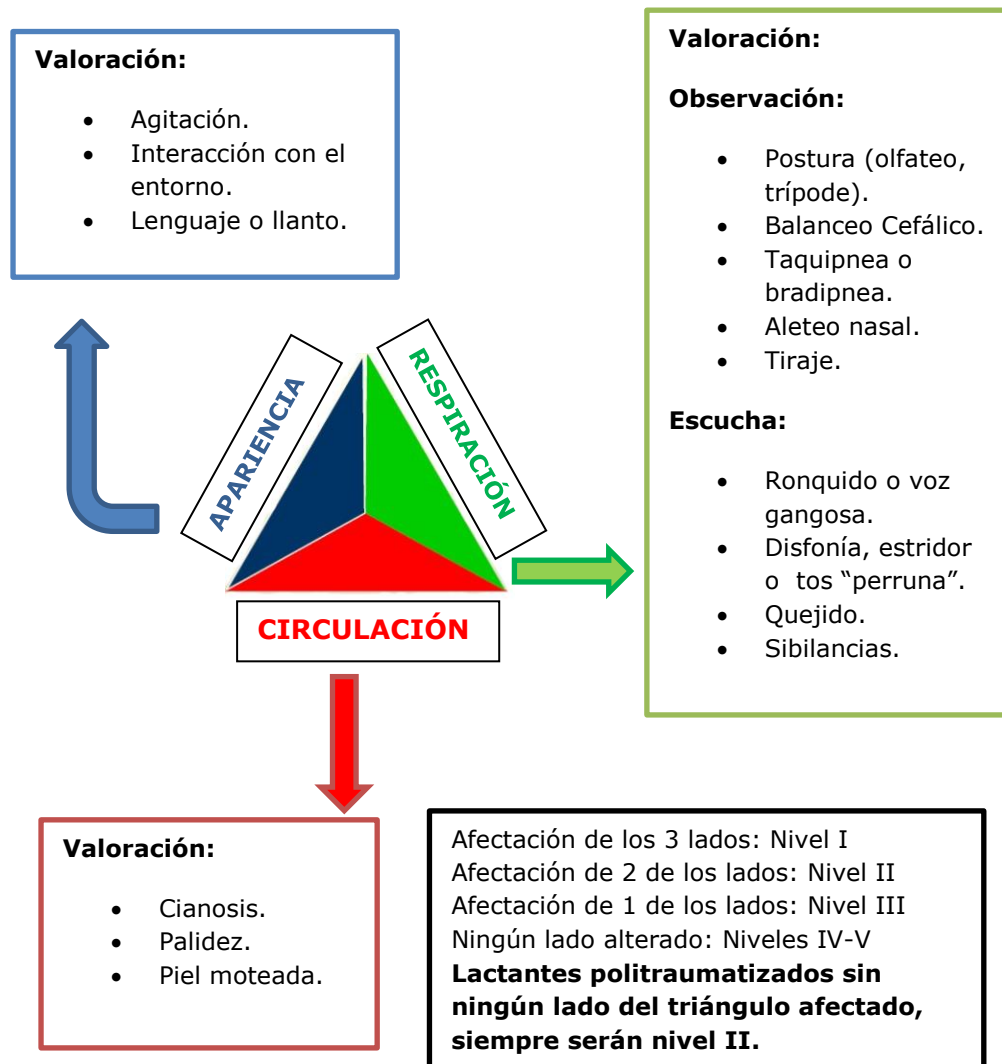 Valoración:
• Agitación.
• Interacción con el
entorno.
• Lenguaje o llanto.
Valoración:
Observación:
• Postura (olfateo,
trípode).
• Balanceo Cefálico.
• Taquipnea o
bradipnea.
• Aleteo nasal.
• Tiraje.
Escucha:
• Ronquido o voz
gangosa.
• Disfonía, estridor
o tos “perruna”.
• Quejido.
• Sibilancias.
APARIENCIA
RESPIRACIÓN
CIRCULACIÓN
Valoración:
• Cianosis.
• Palidez.
• Piel moteada.
Afectación de los 3 lados: Nivel I
Afectación de 2 de los lados: Nivel II
Afectación de 1 de los lados: Nivel III
Ningún lado alterado: Niveles IV-V
Lactantes politraumatizados sin
ningún lado del triángulo afectado,
siempre serán nivel II.